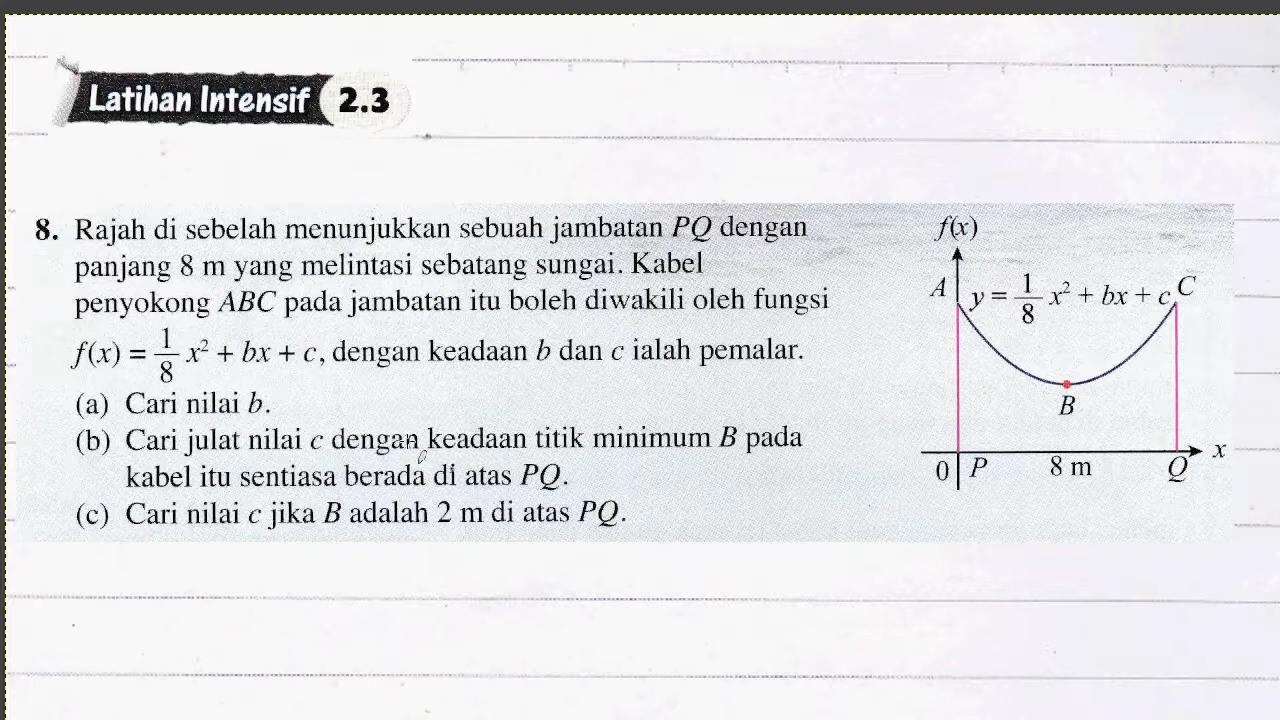 Latihan Intensif 2.3
8. Rajah di sebelah menunjukkan sebuah jambatan PQ dengan
panjang 8 m yang melintasi sebatang sungai. Kabel
penyokong ABC pada jambatan itu boleh diwakili oleh fungsi
f(x) = 1/8 x² + bx + c, dengan keadaan b dan c ialah pemalar.
(a) Cari nilai b.
(b) Cari julat nilai c dengan keadaan titik minimum B pada
kabel itu sentiasa berada di atas PQ.
(c) Cari nilai c jika B adalah 2 m di atas PQ.
f(x)
A y = 1/8 x² + bx + c C
B
0 P 8 m Q x